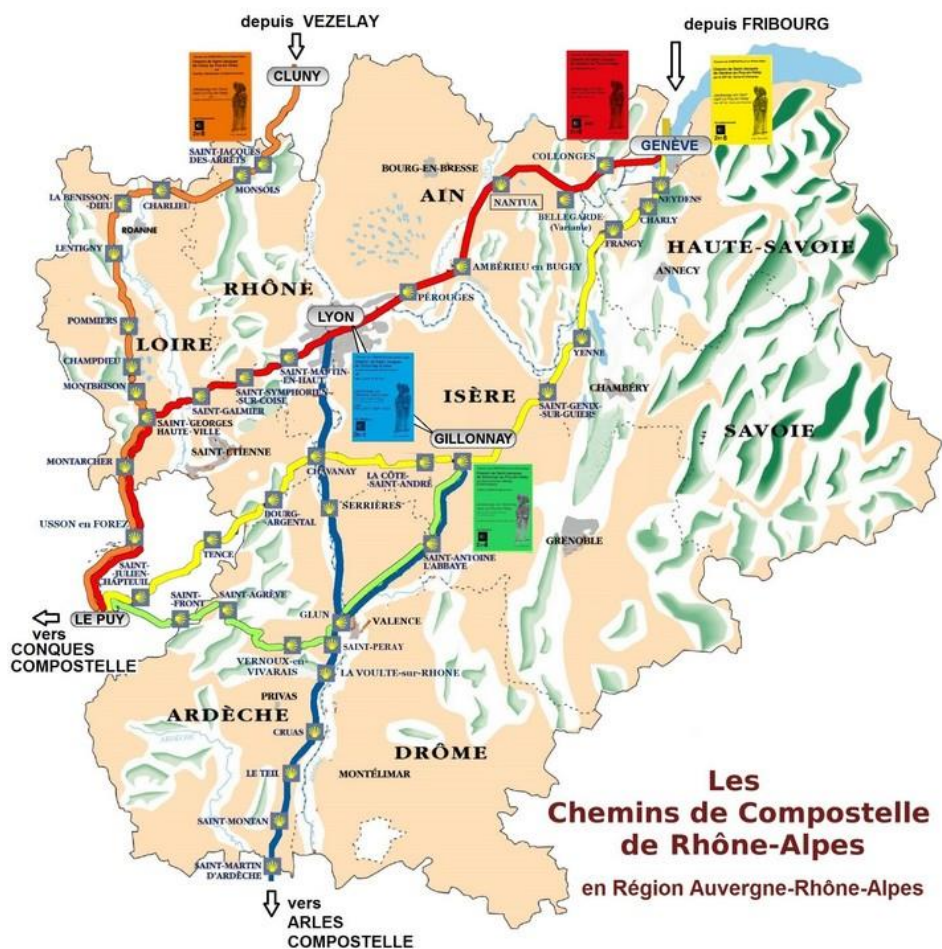 depuis VEZELAY
depuis FRIBOURG
CLUNY
GENÈVE
SAINT-JACQUES
DES-ARRÊTS
MONSOLS
BOURG-EN-BRESSE
COLLONGES
AIN
NANTUA
NEYDENS
LA BENISSON-
DIEU
CHARLIEU
BELLEGARDE
(Variante)
CHARLY
ROANNE
FRANGY
HAUTE-SAVOIE
LENTIGNY
AMBÉRIEU en BUGEY
ANNECY
RHÔNE
PÉROUGES
LYON
POMMIERS
LOIRE
YENNE
CHAMPDIEU
SAINT-MARTIN
EN-HAUT
MONTBRISON
SAINT-SYMPHORIEN-
SUR-COISE
ISÈRE
CHAMBÉRY
SAINT-GALMIER
SAINT-GENIX
-SUR-GUIERS
SAINT-GEORGES
HAUTE-VILLE
GILLONNAY
SAVOIE
SAINT-ÉTIENNE
MONTARCHER
CHAVANAY
LA CÔTE-
SAINT-ANDRÉ
BOURG-
ARGENTAL
SERRIÈRES
USSON en FOREZ
TENCE
GRENOBLE
SAINT-ANTOINE
L'ABBAYE
SAINT-
JULIEN-
CHAPTEUIL
SAINT-
FRONT
SAINT-AGRÈVE
LE PUY
GLUN
VALENCE
vers
CONQUES
COMPOSTELLE
SAINT-PERAY
VERNOUX-en-
VIVARAIS
LA VOULTE-sur-RHONE
PRIVAS
ARDÈCHE
CRUAS
DRÔME
ARDÈCHE
LE TEIL
MONTÉLIMAR
SAINT-MONTAN
SAINT-MARTIN
D'ARDÈCHE
vers
ARLES
COMPOSTELLE
Les
Chemins de Compostelle
de Rhône-Alpes
en Région Auvergne-Rhône-Alpes